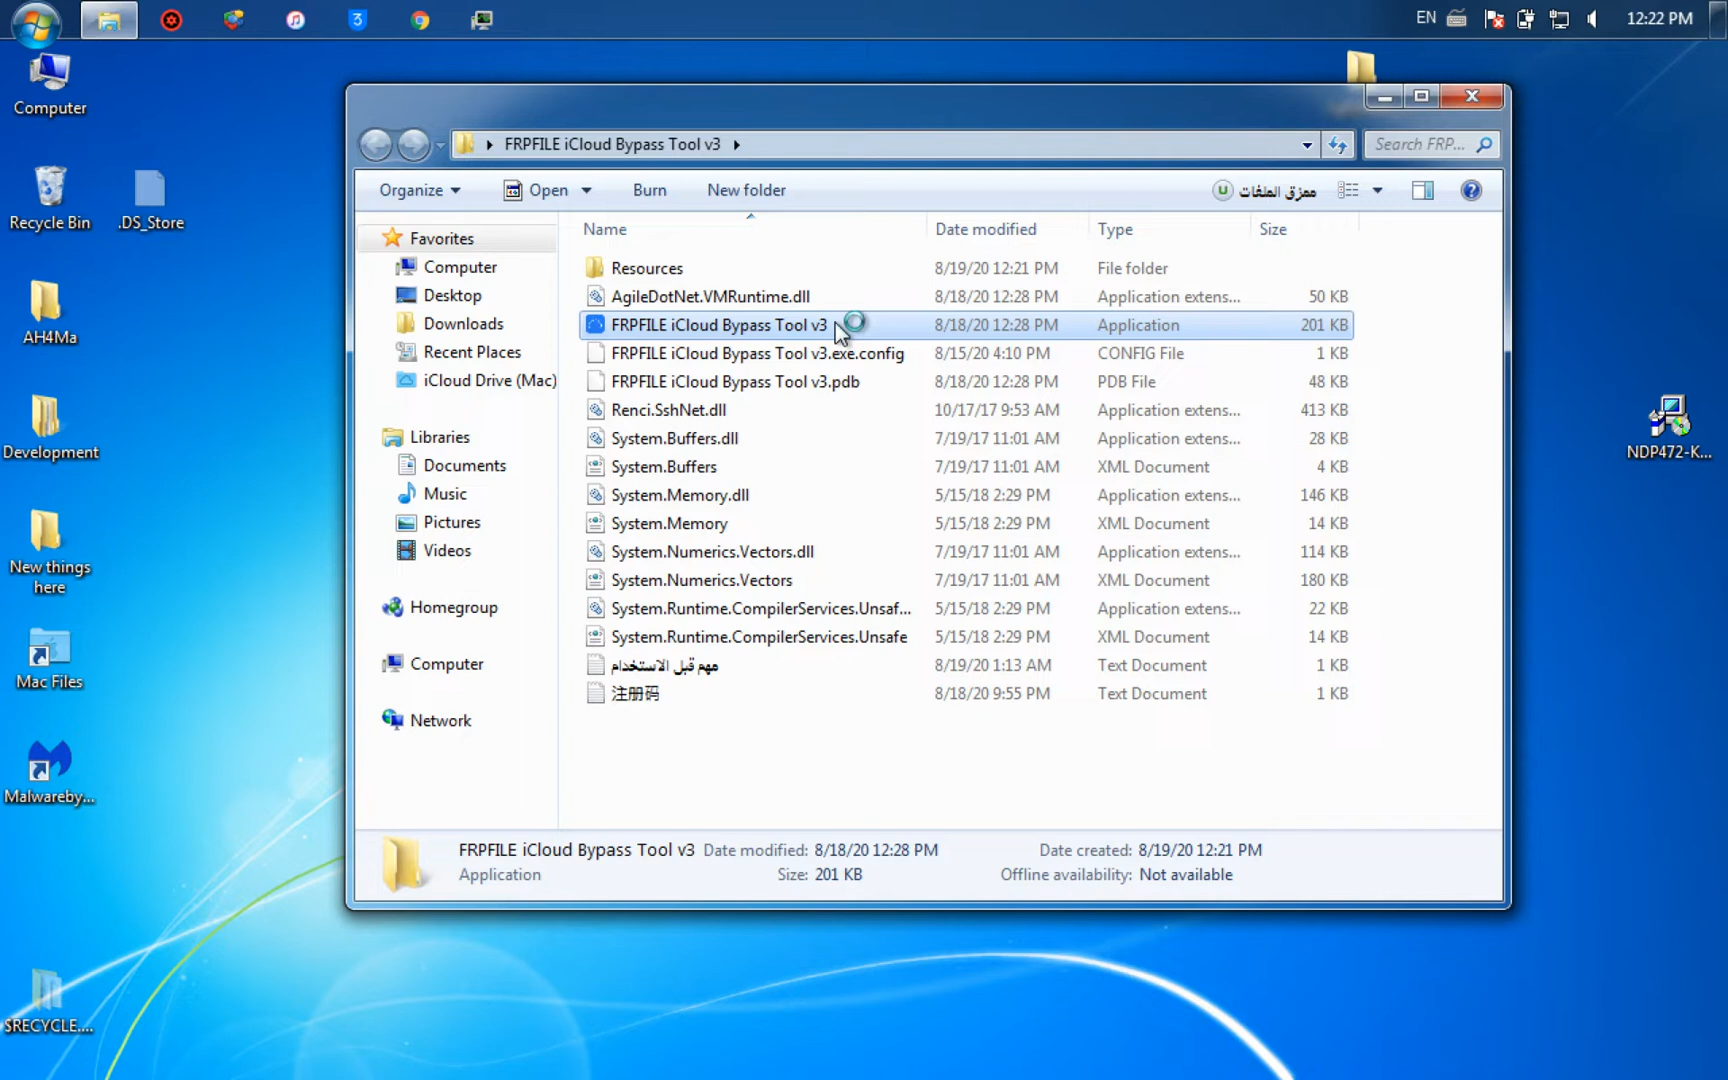 EN
12:22 PM
Computer
Recycle Bin
.DS_Store
AH4Ma
Development
New things
here
Mac Files
Malwareby...
$RECYCLE....
NDP472-K...
FRPFILE iCloud Bypass Tool v3
Search FRP...
Organize
Open
Burn
New folder
ممزق الملفات
Favorites
Computer
Desktop
Downloads
Recent Places
iCloud Drive (Mac)
Libraries
Documents
Music
Pictures
Videos
Homegroup
Computer
Network
Name Date modified Type Size
Resources 8/19/20 12:21 PM File folder
AgileDotNet.VMRuntime.dll 8/18/20 12:28 PM Application extens... 50 KB
FRPFILE iCloud Bypass Tool v3 8/18/20 12:28 PM Application 201 KB
FRPFILE iCloud Bypass Tool v3.exe.config 8/15/20 4:10 PM CONFIG File 1 KB
FRPFILE iCloud Bypass Tool v3.pdb 8/18/20 12:28 PM PDB File 48 KB
Renci.SshNet.dll 10/17/17 9:53 AM Application extens... 413 KB
System.Buffers.dll 7/19/17 11:01 AM Application extens... 28 KB
System.Buffers 7/19/17 11:01 AM XML Document 4 KB
System.Memory.dll 5/15/18 2:29 PM Application extens... 146 KB
System.Memory 5/15/18 2:29 PM XML Document 14 KB
System.Numerics.Vectors.dll 7/19/17 11:01 AM Application extens... 114 KB
System.Numerics.Vectors 7/19/17 11:01 AM XML Document 180 KB
System.Runtime.CompilerServices.Unsaf... 5/15/18 2:29 PM Application extens... 22 KB
System.Runtime.CompilerServices.Unsafe 5/15/18 2:29 PM XML Document 14 KB
مهم قبل الاستخدام 8/19/20 1:13 AM Text Document 1 KB
注册码 8/18/20 9:55 PM Text Document 1 KB
FRPFILE iCloud Bypass Tool v3 Date modified: 8/18/20 12:28 PM Date created: 8/19/20 12:21 PM
Application Size: 201 KB Offline availability: Not available